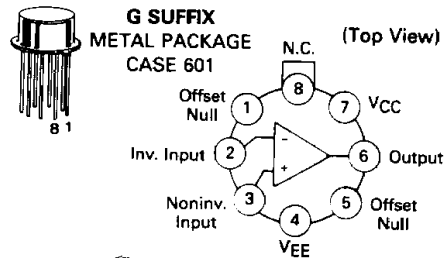 G SUFFIX
METAL PACKAGE
CASE 601
8 1
(Top View)
N.C.
8
Offset
Null
1
7
VCC
Inv. Input
2
−
+
6
Output
Noninv.
Input
3
4
VEE
5
Offset
Null